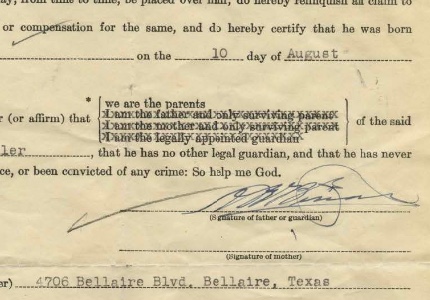 ay, from time to time, be placed over him, do hereby relinquish all claim to
or compensation for the same, and do hereby certify that he was born
on the 10 day of August
* we are the parents
I am the father and only surviving parent
r (or affirm) that I am the mother and only surviving parent of the said
I am the legally appointed guardian
ler, that he has no other legal guardian, and that he has never
ce, or been convicted of any crime: So help me God.
(Signature of father or guardian)
(Signature of mother)
er) 4706 Bellaire Blvd. Bellaire, Texas